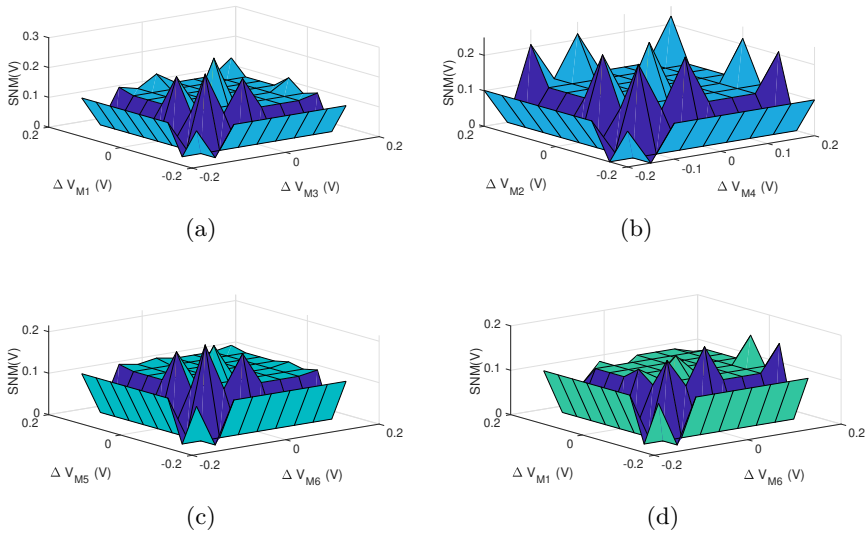 0.3
0.2
0.1
0
0.2
0
-0.2
-0.2
0
0.2
SNM(V)
Δ V_M1 (V)
Δ V_M3 (V)
(a)
0.2
0.1
0
0.2
0
-0.2
-0.2
-0.1
0
0.1
0.2
SNM(V)
Δ V_M2 (V)
Δ V_M4 (V)
(b)
0.2
0.1
0
0.2
0
-0.2
-0.2
0
0.2
SNM(V)
Δ V_M5 (V)
Δ V_M6 (V)
(c)
0.2
0.1
0
0.2
0
-0.2
-0.2
0
0.2
SNM(V)
Δ V_M1 (V)
Δ V_M6 (V)
(d)